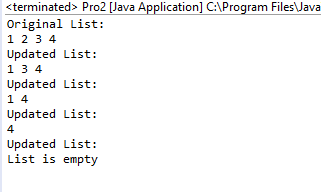 <terminated> Pro2 [Java Application] C:\Program Files\Java
Original List:
1 2 3 4
Updated List:
1 3 4
Updated List:
1 4
Updated List:
4
Updated List:
List is empty